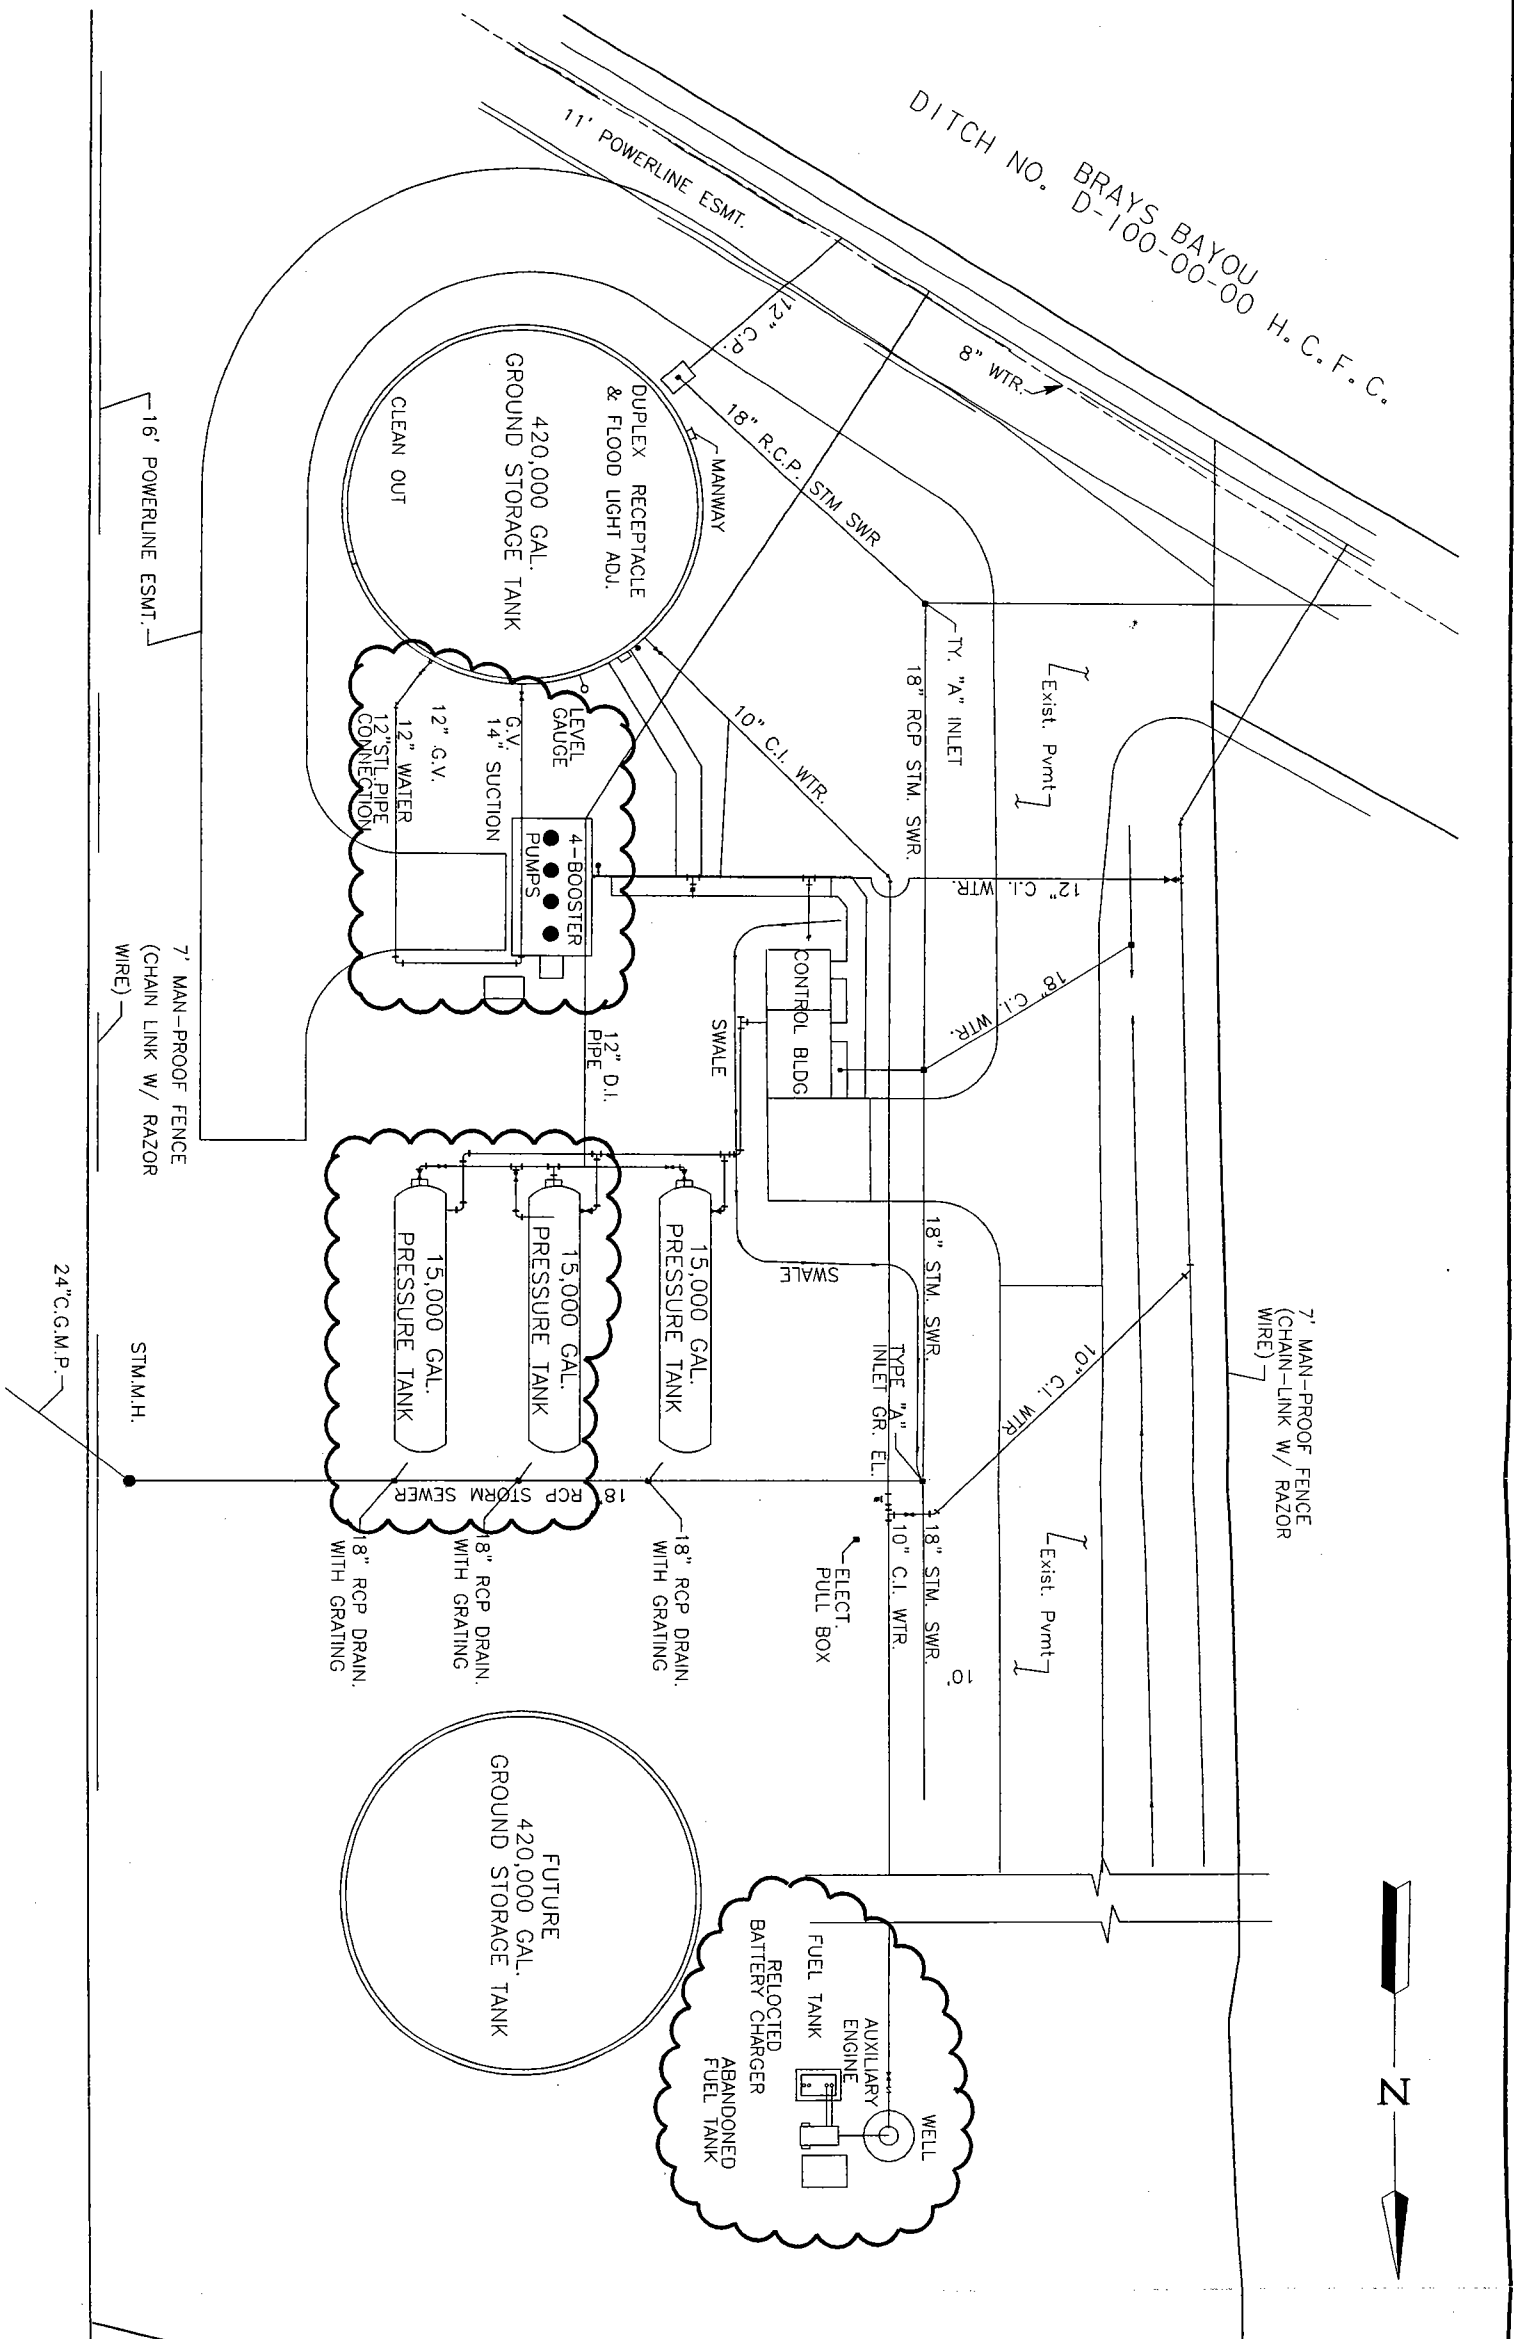 DITCH NO.
BRAYS BAYOU
D-100-00-00 H.C.F.C.
11' POWERLINE ESMT.
8" WTR.
12" C.P.
18" R.C.P. STM SWR
MANWAY
DUPLEX RECEPTACLE
& FLOOD LIGHT ADJ.
420,000 GAL.
GROUND STORAGE TANK
CLEAN OUT
16' POWERLINE ESMT.
TY. "A" INLET
18" RCP STM. SWR.
Exist. Pvmt
10" C.I. WTR.
12" C.I. WTR.
LEVEL
GAUGE
G.V.
14" SUCTION
12" G.V.
12" WATER
12"STL.PIPE
CONNECTION
4-BOOSTER
PUMPS
CONTROL BLDG
18" C.I. WTR.
SWALE
12" D.I.
PIPE
7' MAN-PROOF FENCE
(CHAIN LINK W/ RAZOR
WIRE)
15,000 GAL.
PRESSURE TANK
15,000 GAL.
PRESSURE TANK
15,000 GAL.
PRESSURE TANK
SWALE
18" STM. SWR.
TYPE "A"
INLET GR. EL.
10" C.I. WTR.
7' MAN-PROOF FENCE
(CHAIN-LINK W/ RAZOR
WIRE)
24"C.G.M.P.
STM.M.H.
18" RCP STORM SEWER
18" RCP DRAIN.
WITH GRATING
18" RCP DRAIN.
WITH GRATING
18" RCP DRAIN.
WITH GRATING
ELECT.
PULL BOX
10" C.I. WTR.
18" STM. SWR.
10'
Exist. Pvmt
FUTURE
420,000 GAL.
GROUND STORAGE TANK
FUEL TANK
AUXILIARY
ENGINE
WELL
RELOCTED
BATTERY CHARGER
ABANDONED
FUEL TANK
N